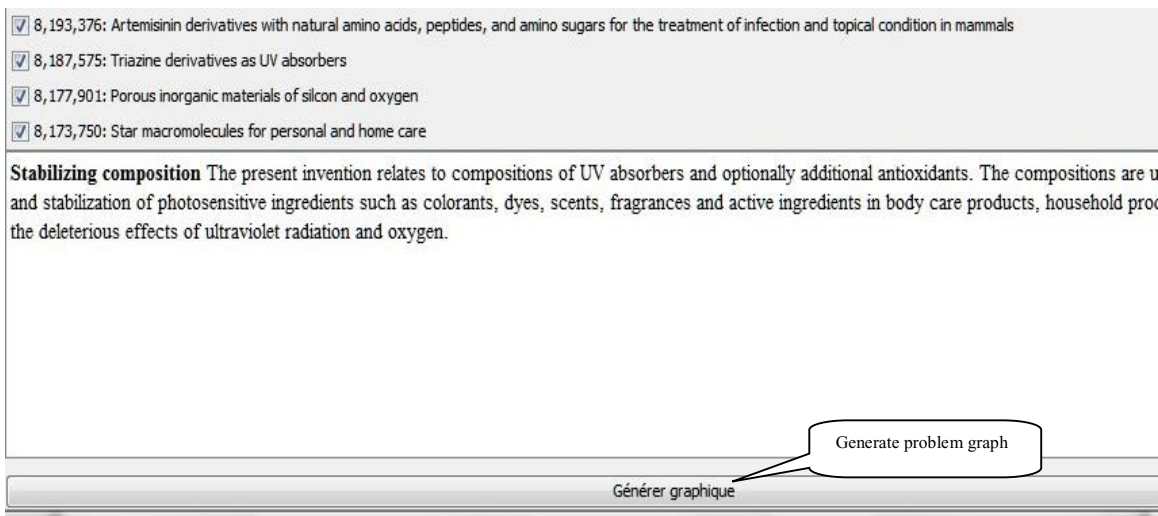 8,193,376: Artemisinin derivatives with natural amino acids, peptides, and amino sugars for the treatment of infection and topical condition in mammals
8,187,575: Triazine derivatives as UV absorbers
8,177,901: Porous inorganic materials of silcon and oxygen
8,173,750: Star macromolecules for personal and home care
Stabilizing composition The present invention relates to compositions of UV absorbers and optionally additional antioxidants. The compositions are u
and stabilization of photosensitive ingredients such as colorants, dyes, scents, fragrances and active ingredients in body care products, household prod
the deleterious effects of ultraviolet radiation and oxygen.
Generate problem graph
Générer graphique